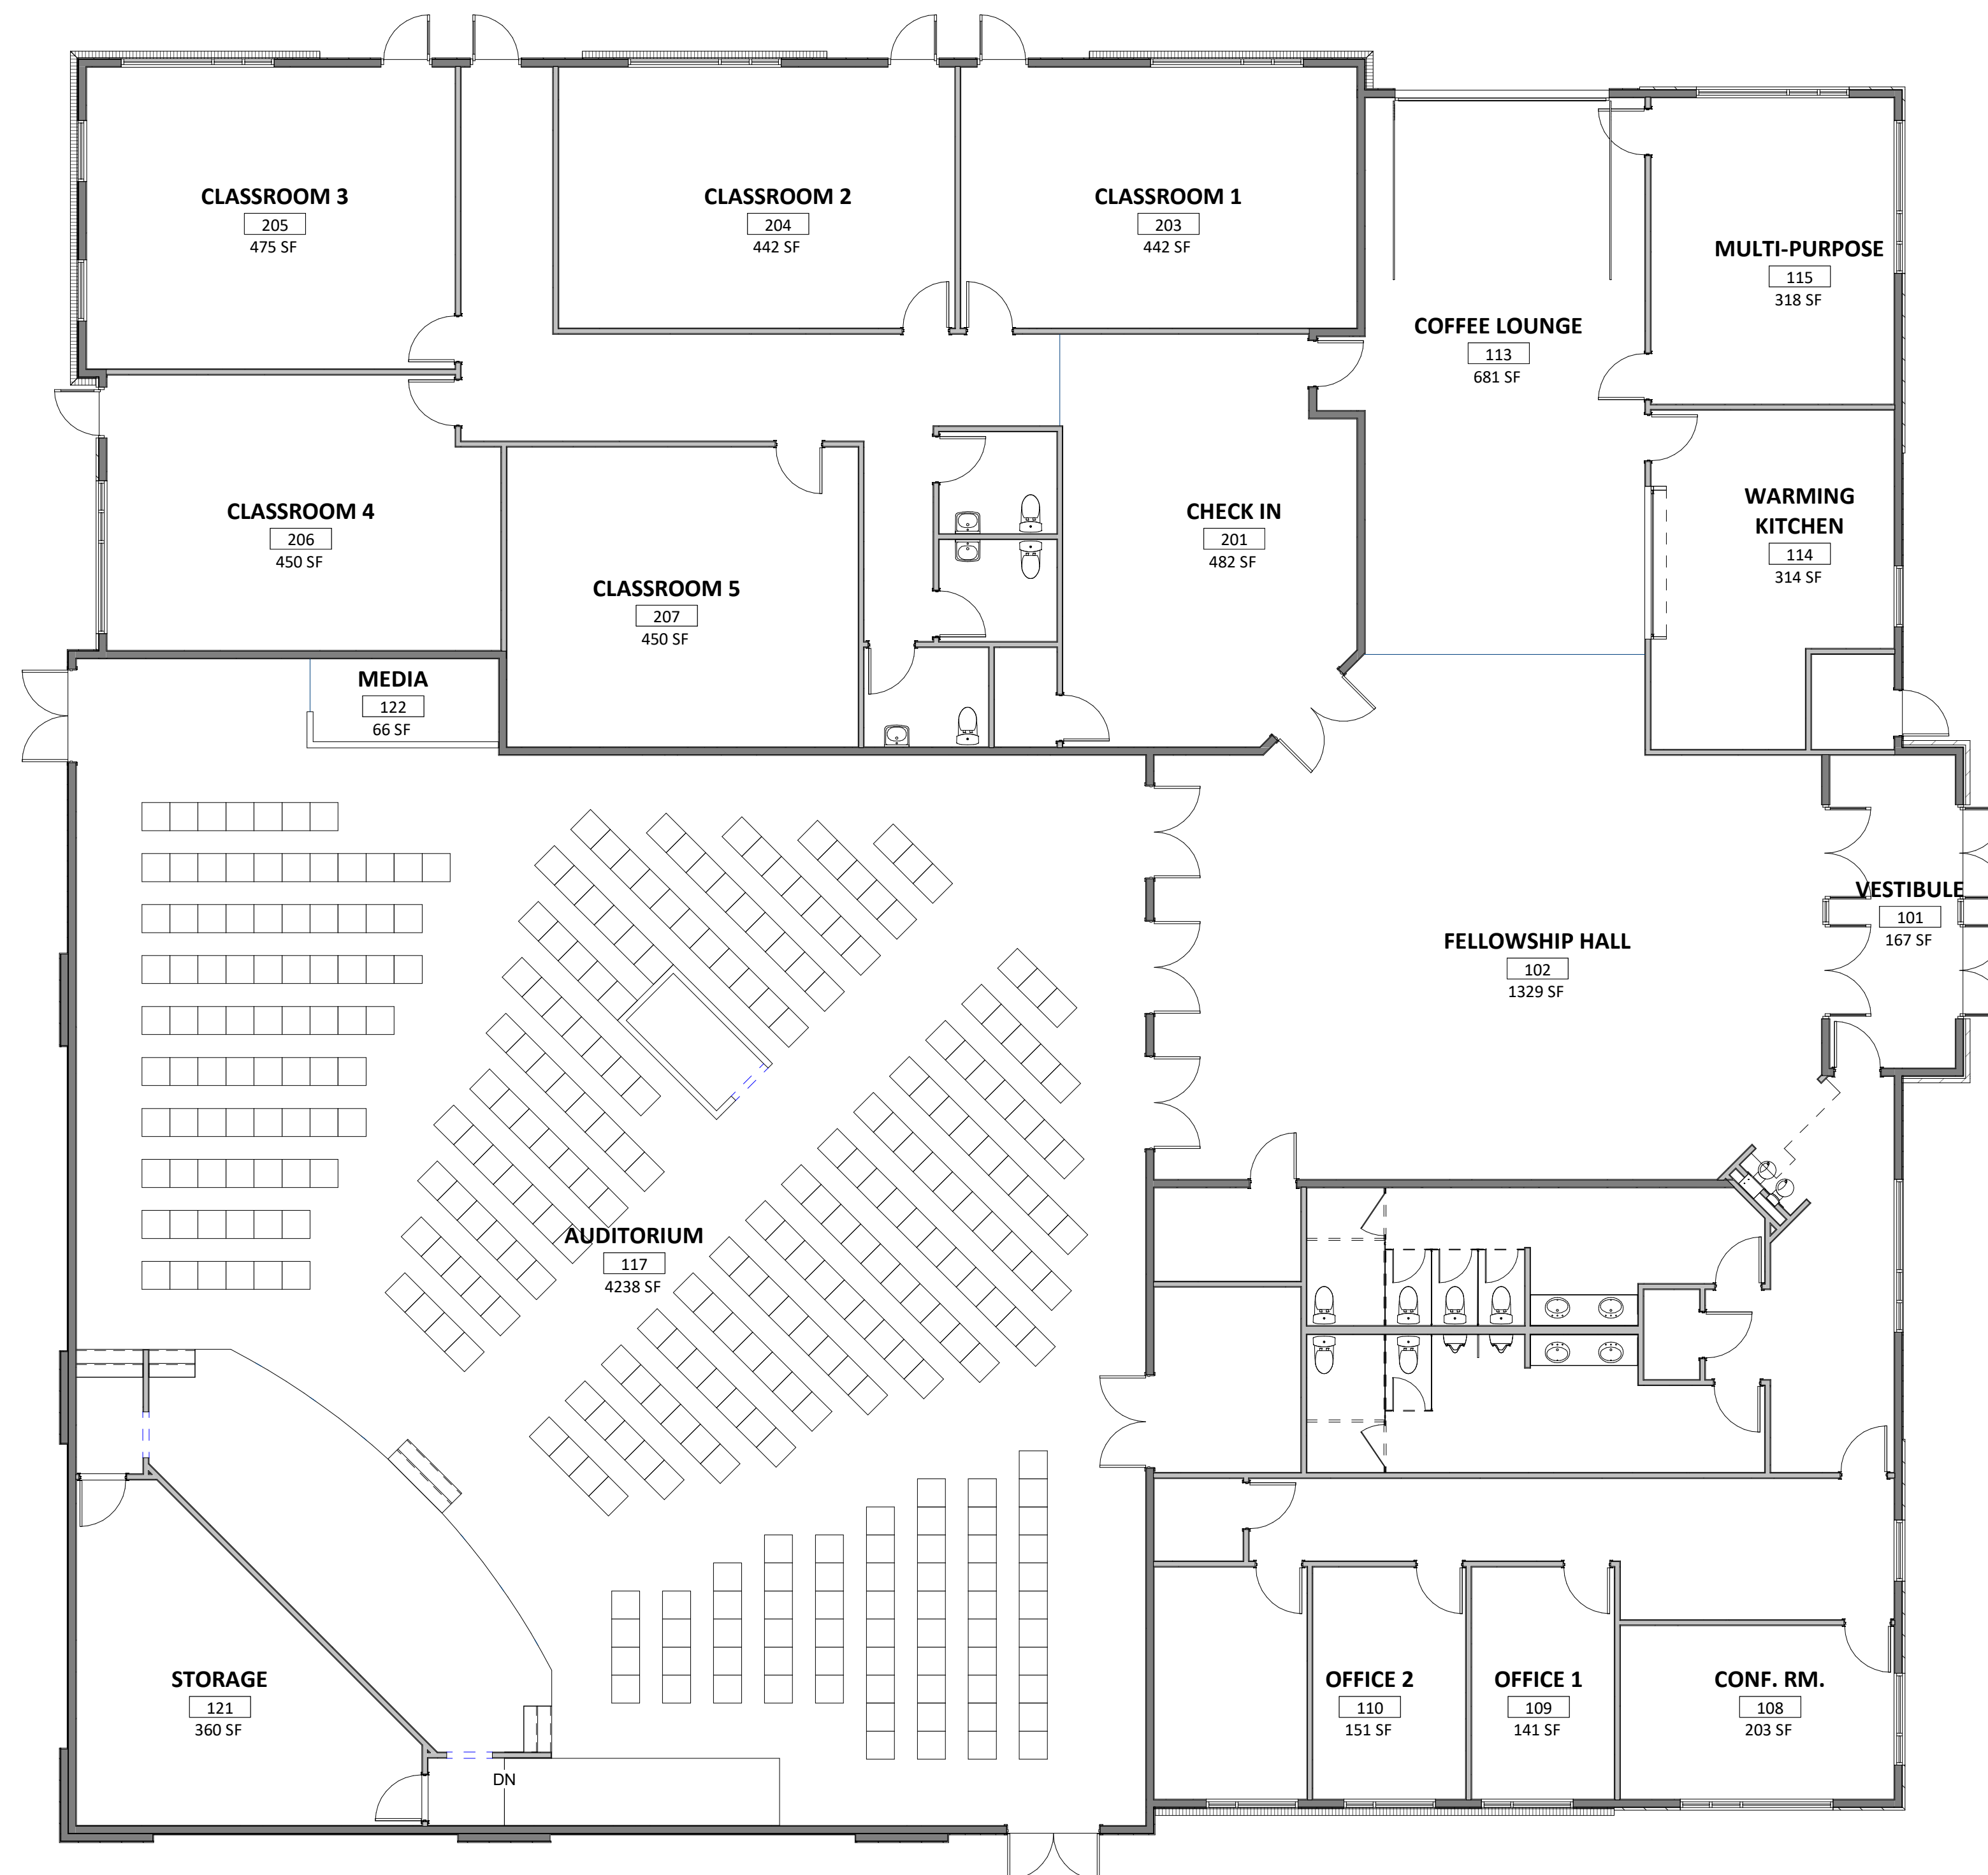 CLASSROOM 3
205
475 SF
CLASSROOM 2
204
442 SF
CLASSROOM 1
203
442 SF
MULTI-PURPOSE
115
318 SF
COFFEE LOUNGE
113
681 SF
CLASSROOM 4
206
450 SF
CHECK IN
201
482 SF
WARMING
KITCHEN
114
314 SF
CLASSROOM 5
207
450 SF
MEDIA
122
66 SF
VESTIBULE
101
167 SF
FELLOWSHIP HALL
102
1329 SF
AUDITORIUM
117
4238 SF
STORAGE
121
360 SF
OFFICE 2
110
151 SF
OFFICE 1
109
141 SF
CONF. RM.
108
203 SF
DN